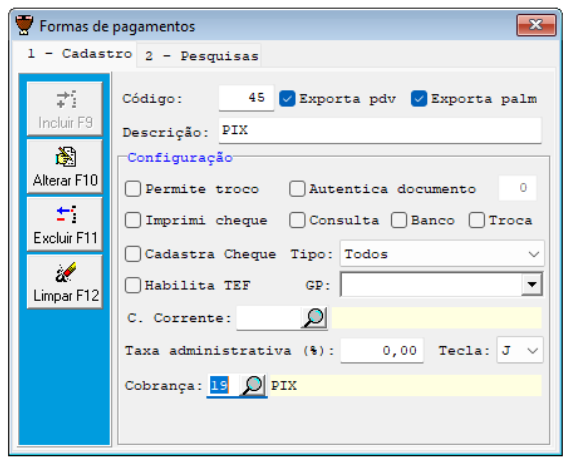 Formas de pagamentos
1 - Cadastro 2 - Pesquisas
Incluir F9
Alterar F10
Excluir F11
Limpar F12
Código: 45 Exporta pdv Exporta palm
Descrição: PIX
Configuração
Permite troco Autentica documento 0
Imprimi cheque Consulta Banco Troca
Cadastra Cheque Tipo: Todos
Habilita TEF GP:
C. Corrente:
Taxa administrativa (%): 0,00 Tecla: J
Cobrança: 19 PIX